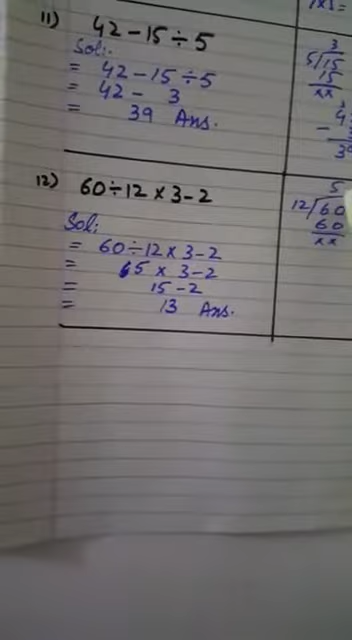 1x1=
11) 42-15÷5
Sol:.
= 42-15÷5
= 42- 3
= 39 Ans.
3
5/15
15
xx
- 3
12) 60÷12×3-2
Sol:
= 60÷12×3-2
= 5×3-2
= 15-2
= 13 Ans.
5
12/60
60
xx